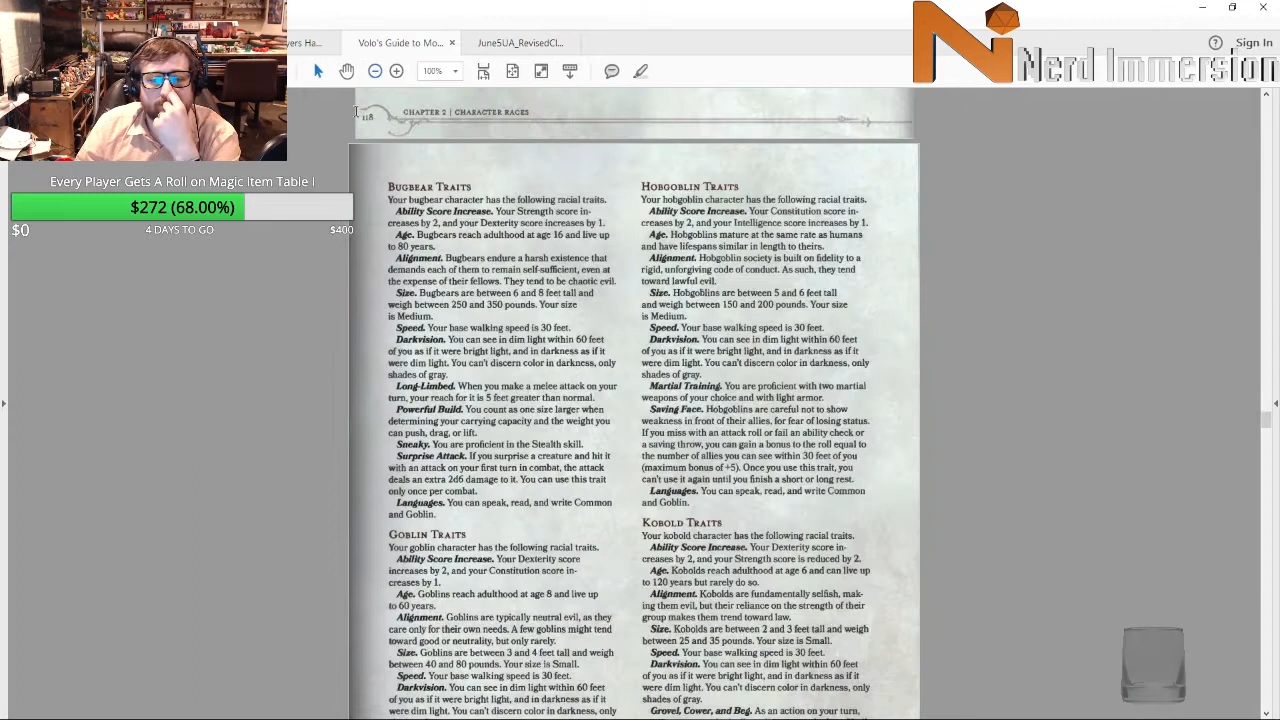 ers Ha...
Volo's Guide to Mo...
June5UA_RevisedCl...
Sign In
100%
Nerd Immersion
Every Player Gets A Roll on Magic Item Table I
$272 (68.00%)
$0
4 DAYS TO GO
$400
118
CHAPTER 2 | CHARACTER RACES
BUGBEAR TRAITS
Your bugbear character has the following racial traits.
Ability Score Increase. Your Strength score in-
creases by 2, and your Dexterity score increases by 1.
Age. Bugbears reach adulthood at age 16 and live up
to 80 years.
Alignment. Bugbears endure a harsh existence that
demands each of them to remain self-sufficient, even at
the expense of their fellows. They tend to be chaotic evil.
Size. Bugbears are between 6 and 8 feet tall and
weigh between 250 and 350 pounds. Your size
is Medium.
Speed. Your base walking speed is 30 feet.
Darkvision. You can see in dim light within 60 feet
of you as if it were bright light, and in darkness as if it
were dim light. You can't discern color in darkness, only
shades of gray.
Long-Limbed. When you make a melee attack on your
turn, your reach for it is 5 feet greater than normal.
Powerful Build. You count as one size larger when
determining your carrying capacity and the weight you
can push, drag, or lift.
Sneaky. You are proficient in the Stealth skill.
Surprise Attack. If you surprise a creature and hit it
with an attack on your first turn in combat, the attack
deals an extra 2d6 damage to it. You can use this trait
only once per combat.
Languages. You can speak, read, and write Common
and Goblin.
GOBLIN TRAITS
Your goblin character has the following racial traits.
Ability Score Increase. Your Dexterity score
increases by 2, and your Constitution score in-
creases by 1.
Age. Goblins reach adulthood at age 8 and live up
to 60 years.
Alignment. Goblins are typically neutral evil, as they
care only for their own needs. A few goblins might tend
toward good or neutrality, but only rarely.
Size. Goblins are between 3 and 4 feet tall and weigh
between 40 and 80 pounds. Your size is Small.
Speed. Your base walking speed is 30 feet.
Darkvision. You can see in dim light within 60 feet
of you as if it were bright light, and in darkness as if it
were dim light. You can't discern color in darkness, only
HOBGOBLIN TRAITS
Your hobgoblin character has the following racial traits.
Ability Score Increase. Your Constitution score in-
creases by 2, and your Intelligence score increases by 1.
Age. Hobgoblins mature at the same rate as humans
and have lifespans similar in length to theirs.
Alignment. Hobgoblin society is built on fidelity to a
rigid, unforgiving code of conduct. As such, they tend
toward lawful evil.
Size. Hobgoblins are between 5 and 6 feet tall
and weigh between 150 and 200 pounds. Your size
is Medium.
Speed. Your base walking speed is 30 feet.
Darkvision. You can see in dim light within 60 feet
of you as if it were bright light, and in darkness as if it
were dim light. You can't discern color in darkness, only
shades of gray.
Martial Training. You are proficient with two martial
weapons of your choice and with light armor.
Saving Face. Hobgoblins are careful not to show
weakness in front of their allies, for fear of losing status.
If you miss with an attack roll or fail an ability check or
a saving throw, you can gain a bonus to the roll equal to
the number of allies you can see within 30 feet of you
(maximum bonus of +5). Once you use this trait, you
can't use it again until you finish a short or long rest.
Languages. You can speak, read, and write Common
and Goblin.
KOBOLD TRAITS
Your kobold character has the following racial traits.
Ability Score Increase. Your Dexterity score in-
creases by 2, and your Strength score is reduced by 2.
Age. Kobolds reach adulthood at age 6 and can live up
to 120 years but rarely do so.
Alignment. Kobolds are fundamentally selfish, mak-
ing them evil, but their reliance on the strength of their
group makes them trend toward law.
Size. Kobolds are between 2 and 3 feet tall and weigh
between 25 and 35 pounds. Your size is Small.
Speed. Your base walking speed is 30 feet.
Darkvision. You can see in dim light within 60 feet
of you as if it were bright light, and in darkness as if it
were dim light. You can't discern color in darkness, only
shades of gray.
Grovel, Cower, and Beg. As an action on your turn,